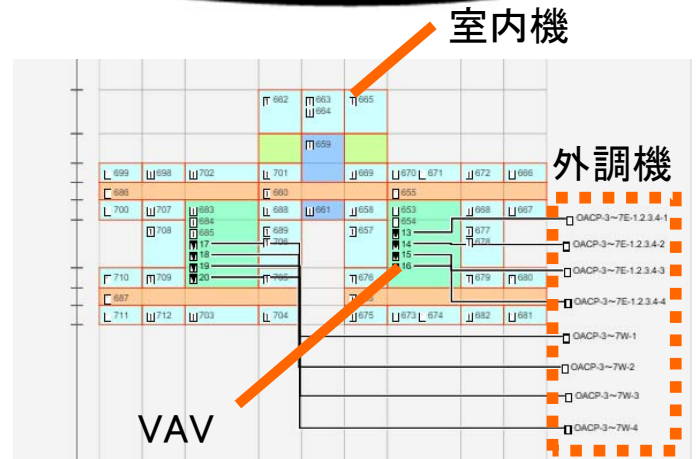 室内機
662 663 665
664
659
外調機
699 698 702 701 669 670 671 672 666
686 660 655
700 707 683 688 661 658 653 668 667
684 654
708 685 689 657 13 677
17 706 14 678
18 15
19 16
710 709 20 705 676 679 680
687
711 712 703 704 675 673 674 682 681
OACP-3~7E-1.2.3.4-1
OACP-3~7E-1.2.3.4-2
OACP-3~7E-1.2.3.4-3
OACP-3~7E-1.2.3.4-4
OACP-3~7W-1
OACP-3~7W-2
OACP-3~7W-3
OACP-3~7W-4
VAV